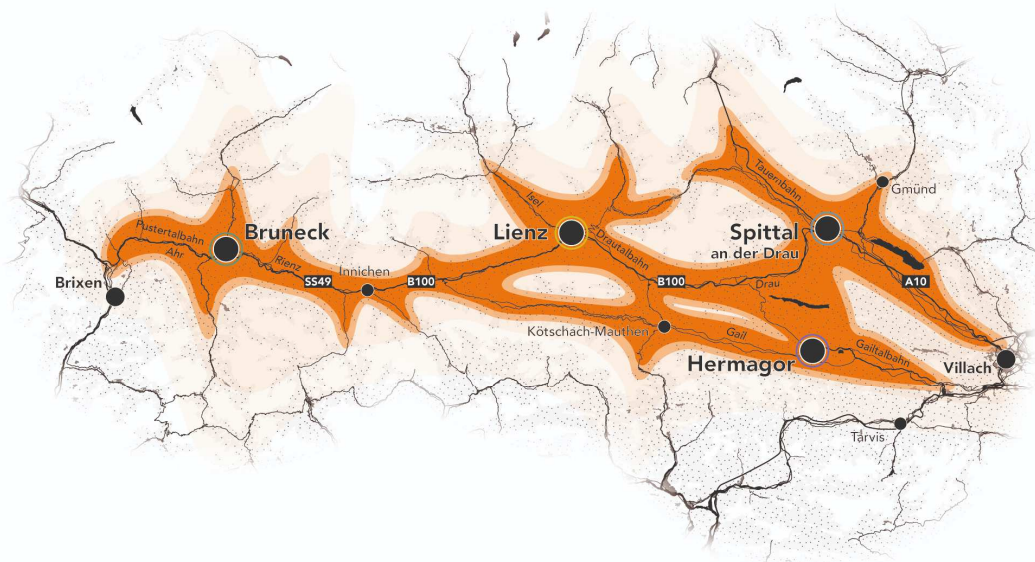 Gmünd
Tauernbahn
Isel
Pustertalbahn
Ahr
Bruneck
Rienz
Lienz
Drautalbahn
Spittal
an der Drau
Innichen
SS49
B100
B100
Drau
A10
Brixen
Kötschach-Mauthen
Gail
Gailtalbahn
Hermagor
Villach
Tarvis